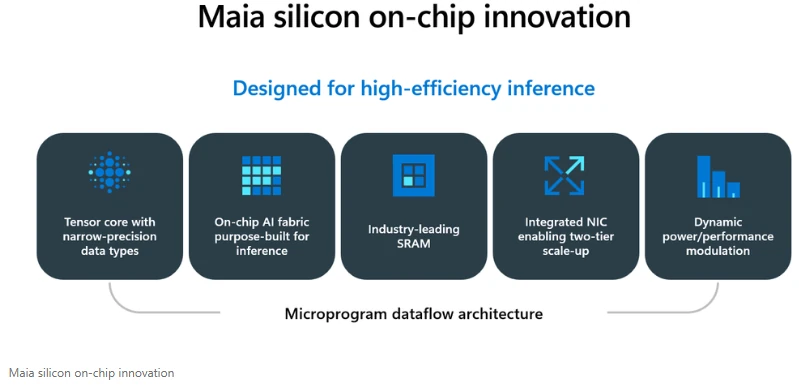 Maia silicon on-chip innovation
Designed for high-efficiency inference
Tensor core with
narrow-precision
data types
On-chip AI fabric
purpose-built for
inference
Industry-leading
SRAM
Integrated NIC
enabling two-tier
scale-up
Dynamic
power/performance
modulation
Microprogram dataflow architecture
Maia silicon on-chip innovation